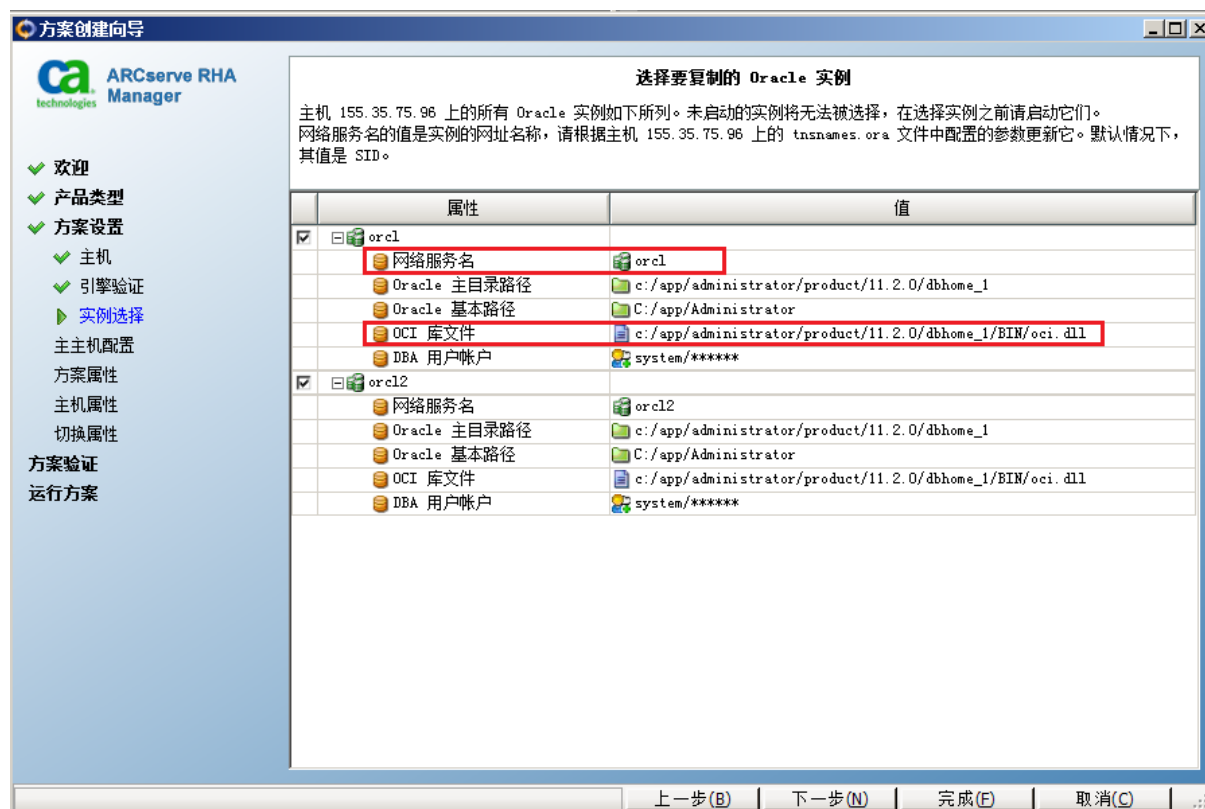 方案创建向导
ca
technologies
ARCserve RHA
Manager
欢迎
产品类型
方案设置
主机
引擎验证
实例选择
主主机配置
方案属性
主机属性
切换属性
方案验证
运行方案
选择要复制的 Oracle 实例
主机 155.35.75.96 上的所有 Oracle 实例如下所列。未启动的实例将无法被选择，在选择实例之前请启动它们。
网络服务名的值是实例的网址名称，请根据主机 155.35.75.96 上的 tnsnames.ora 文件中配置的参数更新它。默认情况下，
其值是 SID。
属性 值
orcl
网络服务名 orcl
Oracle 主目录路径 c:/app/administrator/product/11.2.0/dbhome_1
Oracle 基本路径 C:/app/Administrator
OCI 库文件 c:/app/administrator/product/11.2.0/dbhome_1/BIN/oci.dll
DBA 用户帐户 system/******
orcl2
网络服务名 orcl2
Oracle 主目录路径 c:/app/administrator/product/11.2.0/dbhome_1
Oracle 基本路径 C:/app/Administrator
OCI 库文件 c:/app/administrator/product/11.2.0/dbhome_1/BIN/oci.dll
DBA 用户帐户 system/******
上一步(B) 下一步(N) 完成(F) 取消(C)